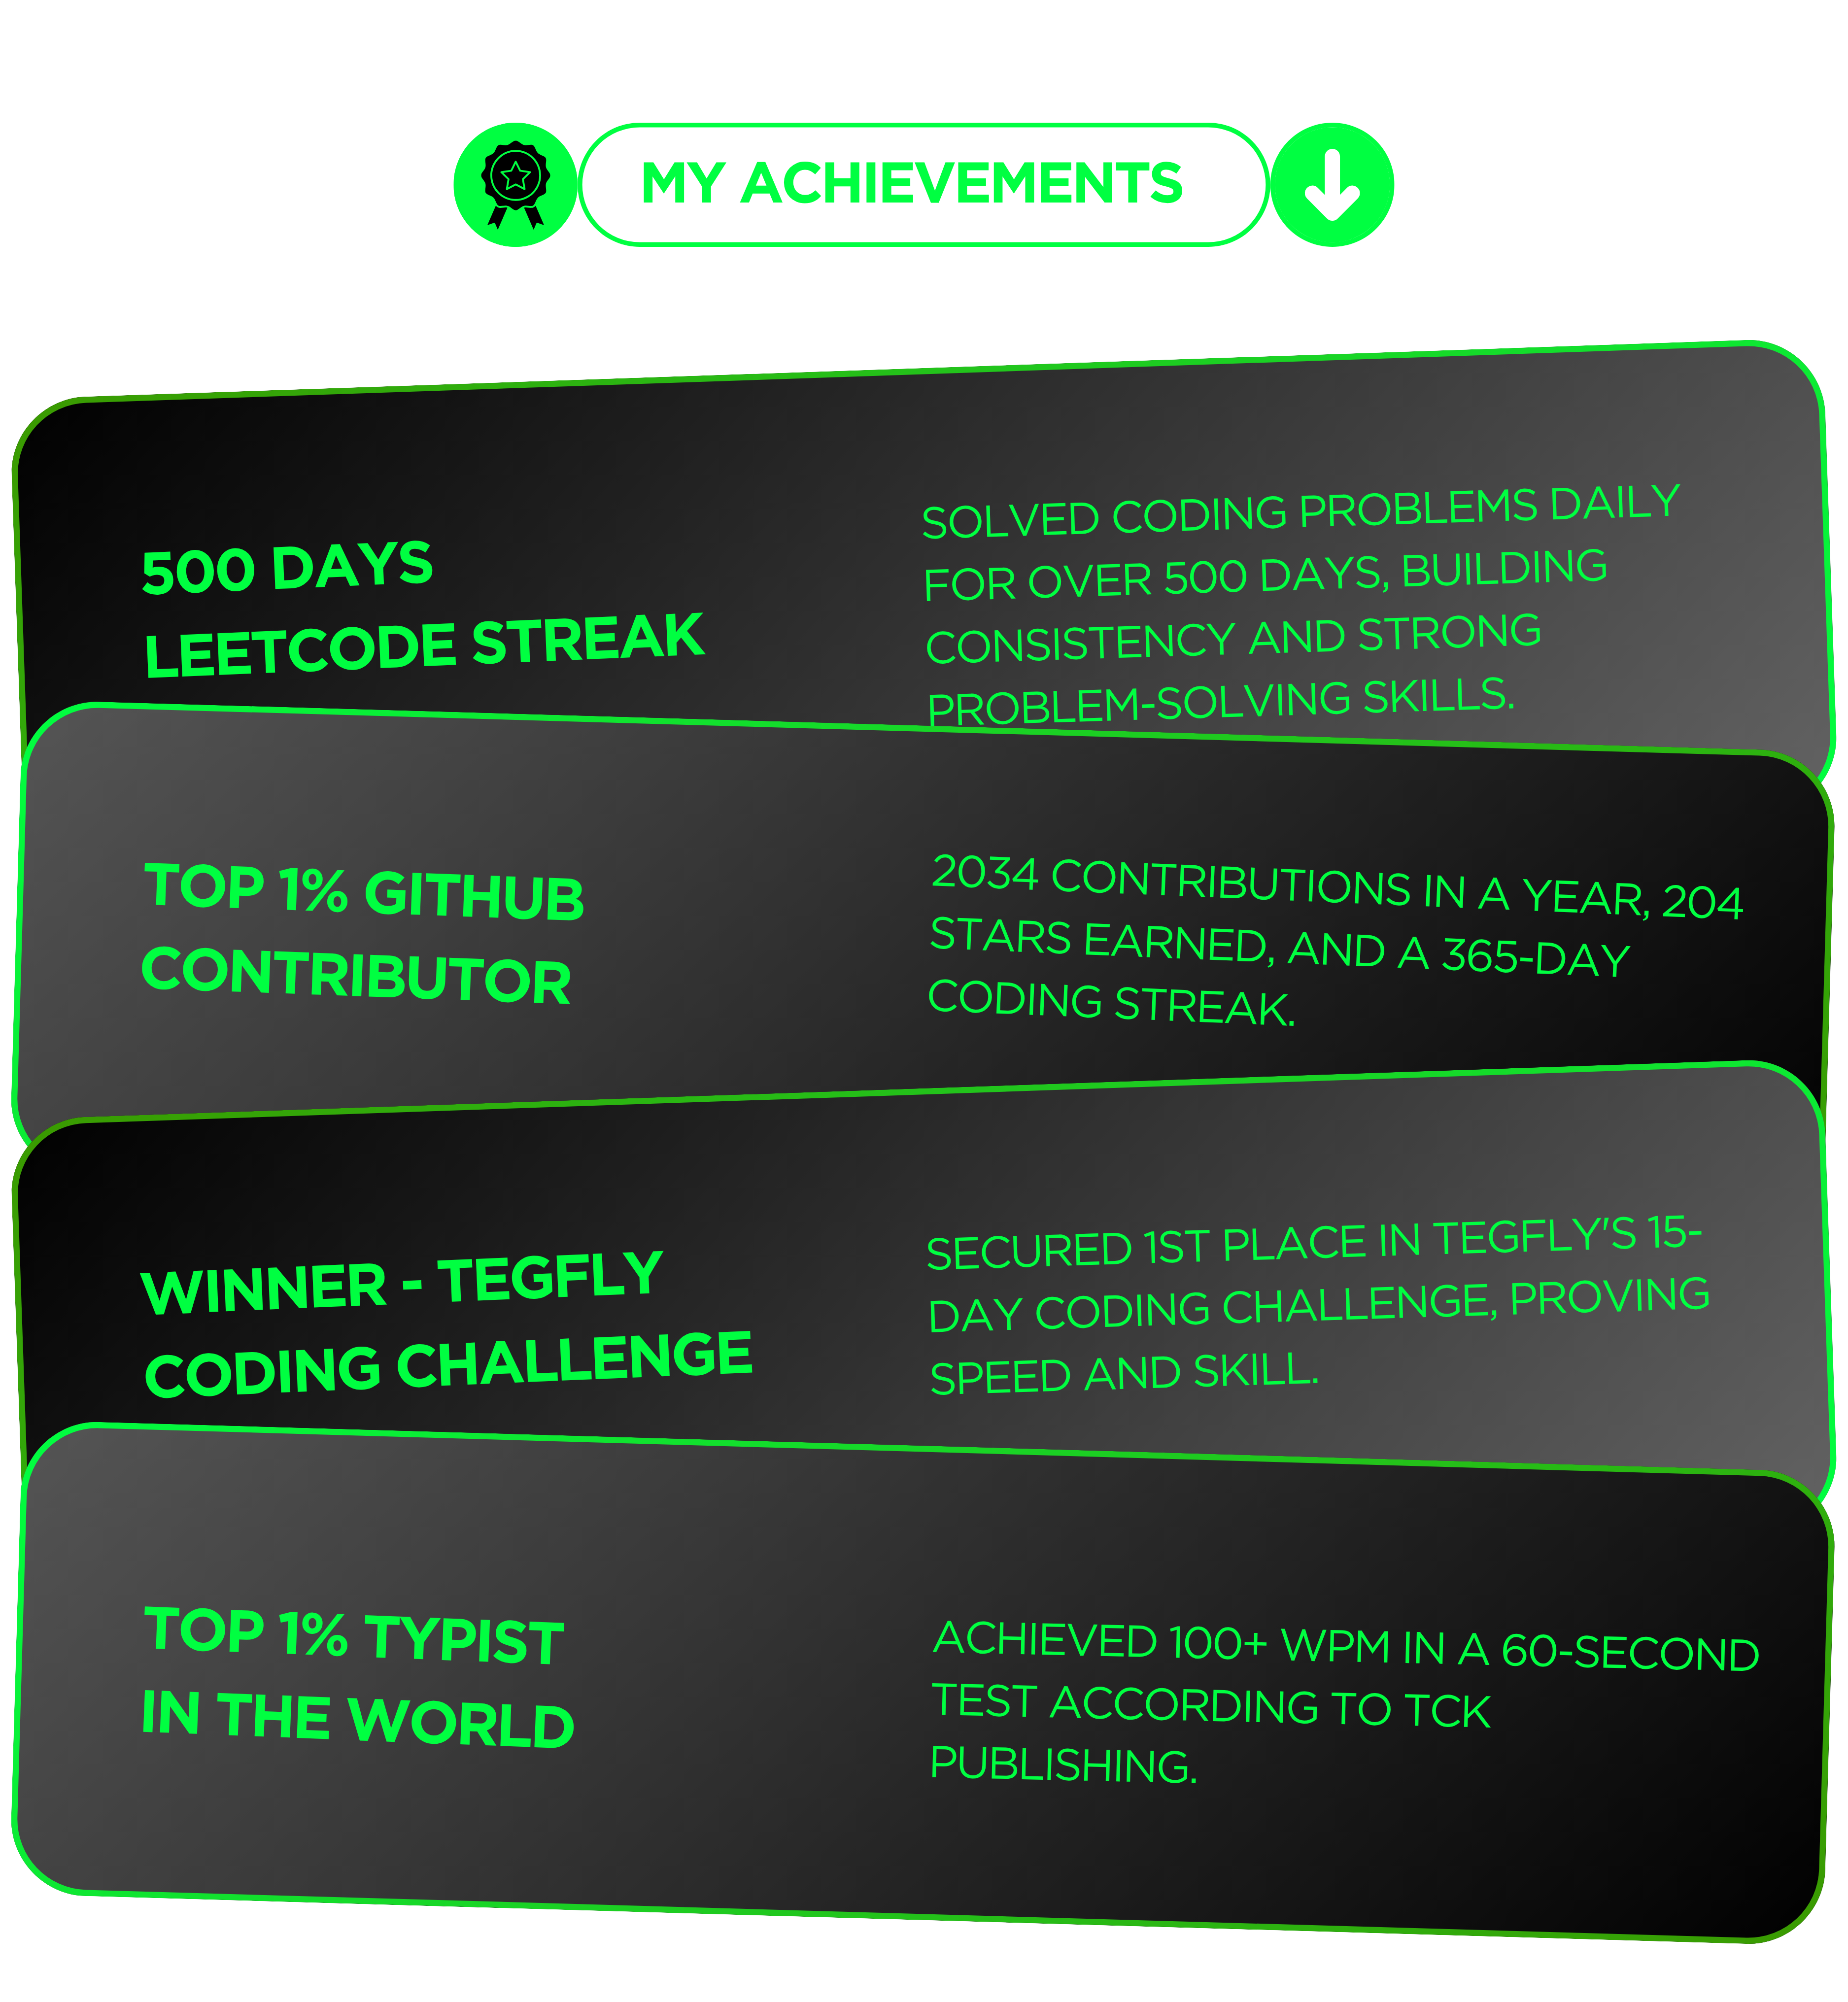 MY ACHIEVEMENTS
500 DAYS
LEETCODE STREAK
SOLVED CODING PROBLEMS DAILY
FOR OVER 500 DAYS, BUILDING
CONSISTENCY AND STRONG
PROBLEM-SOLVING SKILLS.
TOP 1% GITHUB
CONTRIBUTOR
2034 CONTRIBUTIONS IN A YEAR, 204
STARS EARNED, AND A 365-DAY
CODING STREAK.
WINNER - TEGFLY
CODING CHALLENGE
SECURED 1ST PLACE IN TEGFLY'S 15-
DAY CODING CHALLENGE, PROVING
SPEED AND SKILL.
TOP 1% TYPIST
IN THE WORLD
ACHIEVED 100+ WPM IN A 60-SECOND
TEST ACCORDING TO TCK
PUBLISHING.